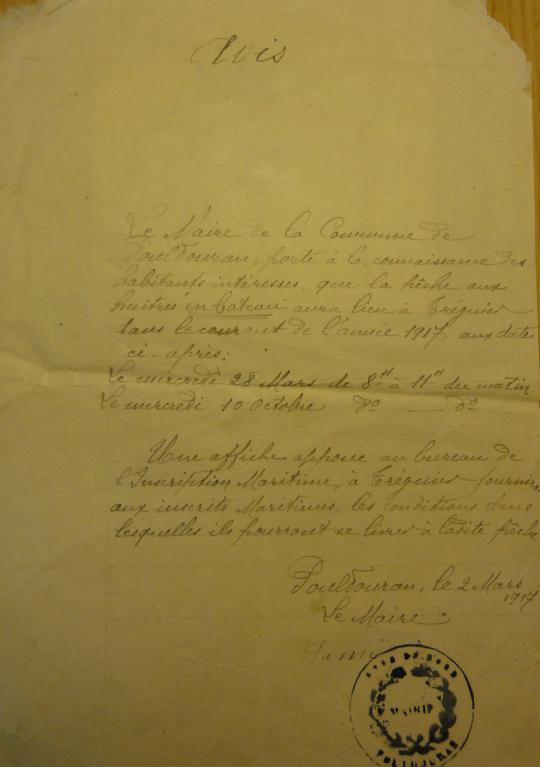 Avis
Le Maire de la Commune de
Pouldouran, porte à la connaissance des
habitants intéressés, que la pêche aux
huîtres en bateau aura lieu à Tréguier
dans le courant de l'année 1917, aux dates
ci-après:
Le mercredi 28 Mars de 8h à 11h du matin
Le mercredi 10 Octobre do — do
Une affiche apposée au bureau de
l'Inscription Maritime, à Tréguier fournira
aux inscrits Maritimes, les conditions dans
lesquelles ils pourront se livrer à ladite pêche
Pouldouran, le 2 Mars
1917
Le Maire
MAIRIE
POULDOURAN